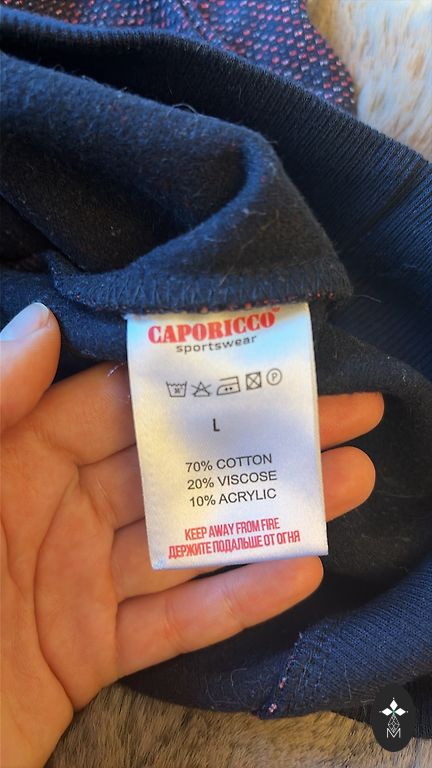 CAPORICCO
sportswear
L
70% COTTON
20% VISCOSE
10% ACRYLIC
KEEP AWAY FROM FIRE
ДЕРЖИТЕ ПОДАЛЬШЕ ОТ ОГНЯ